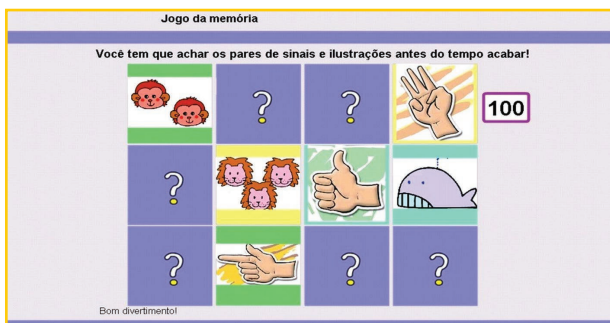 Jogo da memória
Você tem que achar os pares de sinais e ilustrações antes do tempo acabar!
? ?
100
?
? ? ?
Bom divertimento!